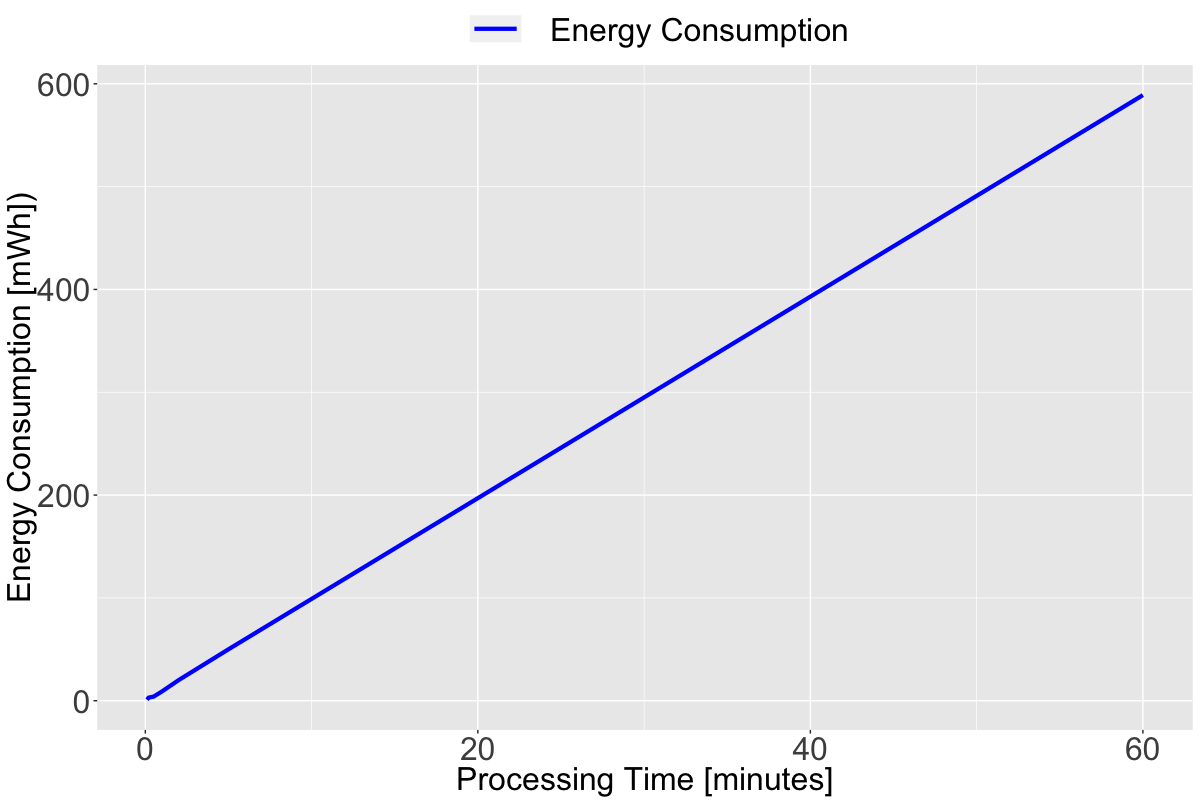 Energy Consumption
600
400
200
0
Energy Consumption [mWh])
0 20 40 60
Processing Time [minutes]